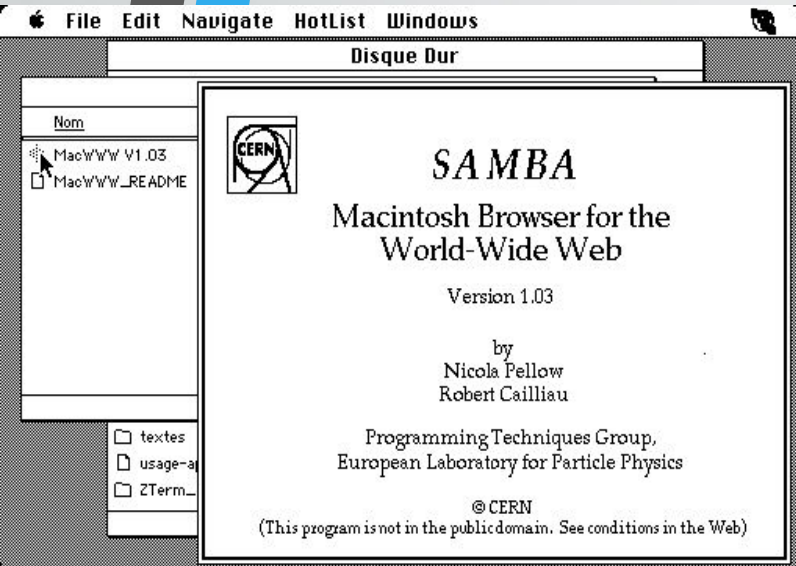 File Edit Navigate HotList Windows
Disque Dur
Nom
MacWWW V1.03
MacWWW_README
textes
usage-a
ZTerm_
CERN
SAMBA
Macintosh Browser for the
World-Wide Web
Version 1.03
by
Nicola Pellow
Robert Cailliau
Programming Techniques Group,
European Laboratory for Particle Physics
© CERN
(This program is not in the public domain. See conditions in the Web)